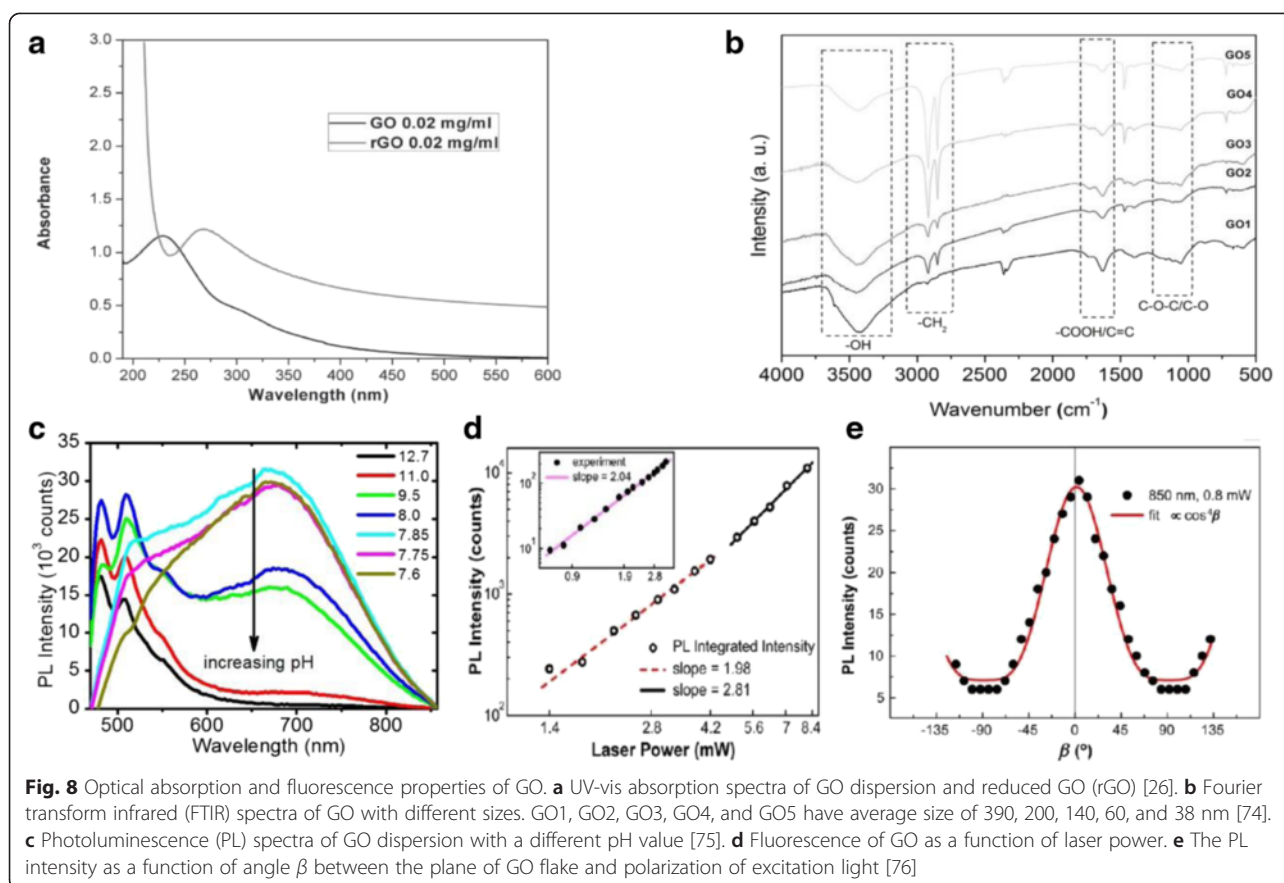 a
3.0
2.5
2.0
1.5
1.0
0.5
0.0
Absorbance
GO 0.02 mg/ml
rGO 0.02 mg/ml
200 250 300 350 400 450 500 550 600
Wavelength (nm)
b
Intensity (a. u.)
GO5
GO4
GO3
GO2
GO1
-OH
-CH2
-COOH/C=C
C-O-C/C-O
4000 3500 3000 2500 2000 1500 1000 500
Wavenumber (cm-1)
c
35
30
25
20
15
10
5
0
PL Intensity (10³ counts)
12.7
11.0
9.5
8.0
7.85
7.75
7.6
increasing pH
500 600 700 800
Wavelength (nm)
d
PL Intensity (counts)
10⁴
10³
10²
experiment
slope = 2.04
10²
10¹
0.9 1.9 2.8
PL Integrated Intensity
slope = 1.98
slope = 2.81
1.4 2.8 4.2 5.6 7 8.4
Laser Power (mW)
e
PL Intensity (counts)
30
25
20
15
10
5
850 nm, 0.8 mW
fit ∝ cos⁴β
-135 -90 -45 0 45 90 135
β (º)
Fig. 8 Optical absorption and fluorescence properties of GO. a UV-vis absorption spectra of GO dispersion and reduced GO (rGO) [26]. b Fourier
transform infrared (FTIR) spectra of GO with different sizes. GO1, GO2, GO3, GO4, and GO5 have average size of 390, 200, 140, 60, and 38 nm [74].
c Photoluminescence (PL) spectra of GO dispersion with a different pH value [75]. d Fluorescence of GO as a function of laser power. e The PL
intensity as a function of angle β between the plane of GO flake and polarization of excitation light [76]